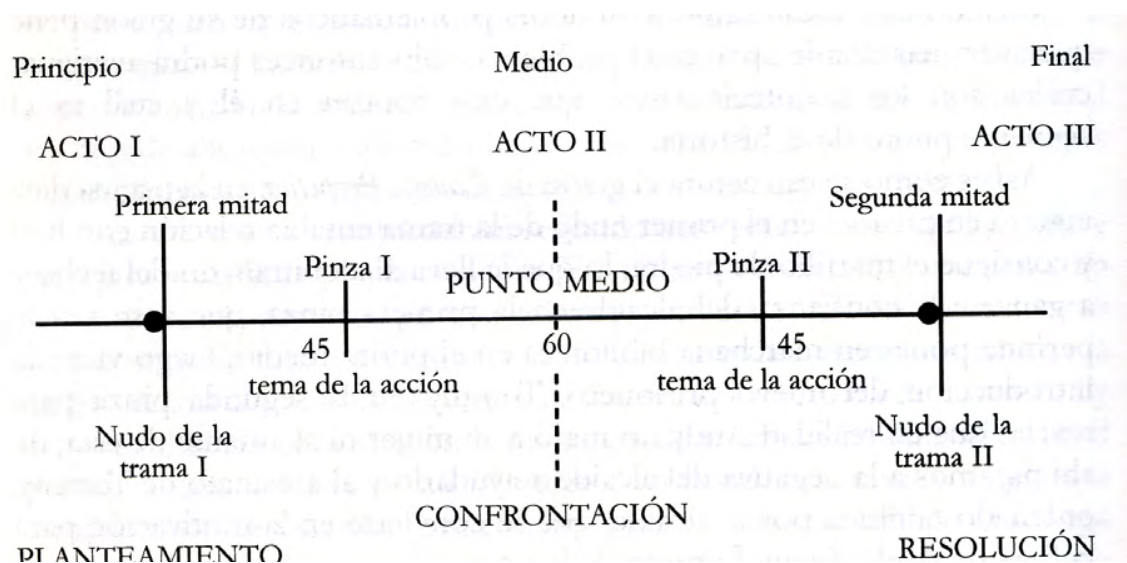 Principio Medio Final
ACTO I ACTO II ACTO III
Primera mitad Segunda mitad
Pinza I Pinza II
PUNTO MEDIO
45 60 45
tema de la acción tema de la acción
Nudo de la Nudo de la
trama I trama II
CONFRONTACIÓN
PLANTEAMIENTO RESOLUCIÓN